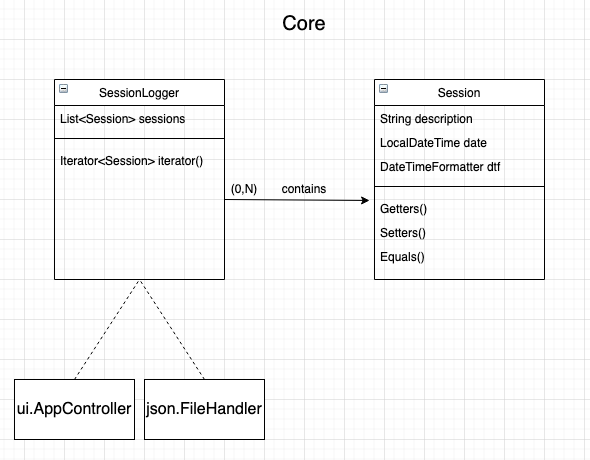 Core
SessionLogger
List<Session> sessions
Iterator<Session> iterator()
(0,N) contains
Session
String description
LocalDateTime date
DateTimeFormatter dtf
Getters()
Setters()
Equals()
ui.AppController
json.FileHandler